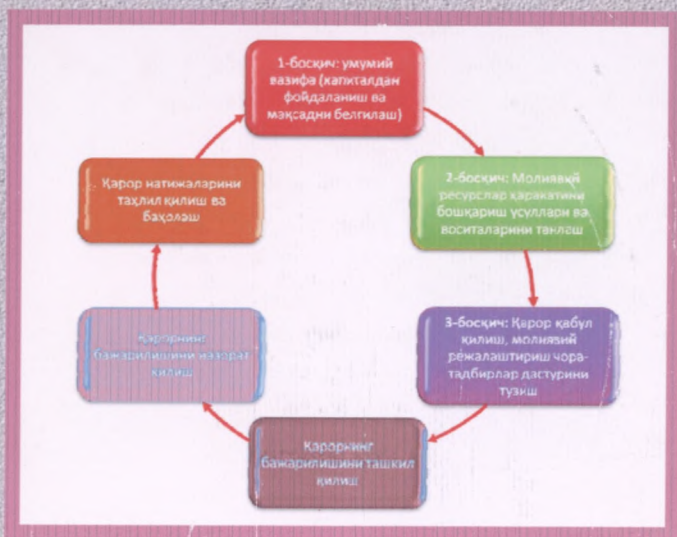 1-босқич: умумий
вазифа (капиталдан
фойдаланиш ва
мақсадни белгилаш)
2-босқич: Молиявий
ресурслар ҳаракатини
бошқариш усуллари ва
воситаларини танлаш
3-босқич: Қарор қабул
қилиш, молиявий
режалаштириш чора-
тадбирлар дастурини
тузиш
Қарорнинг
бажарилишини ташкил
қилиш
Қарорнинг
бажарилишини назорат
қилиш
Қарор натижаларини
таҳлил қилиш ва
баҳолаш